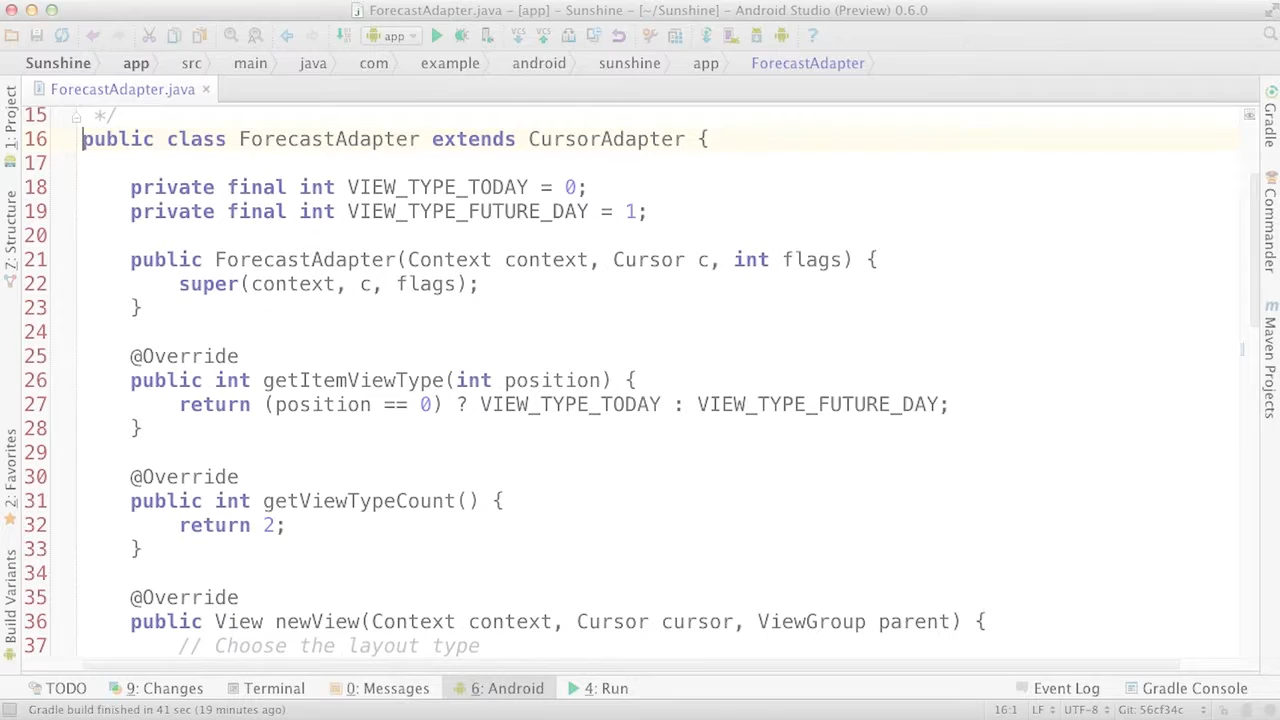 ForecastAdapter.java - [app] - Sunshine - [~/Sunshine] - Android Studio (Preview) 0.6.0
app
Sunshine app src main java com example android sunshine app ForecastAdapter
ForecastAdapter.java
15 */
16 public class ForecastAdapter extends CursorAdapter {
17
18 private final int VIEW_TYPE_TODAY = 0;
19 private final int VIEW_TYPE_FUTURE_DAY = 1;
20
21 public ForecastAdapter(Context context, Cursor c, int flags) {
22 super(context, c, flags);
23 }
24
25 @Override
26 public int getItemViewType(int position) {
27 return (position == 0) ? VIEW_TYPE_TODAY : VIEW_TYPE_FUTURE_DAY;
28 }
29
30 @Override
31 public int getViewTypeCount() {
32 return 2;
33 }
34
35 @Override
36 public View newView(Context context, Cursor cursor, ViewGroup parent) {
37 // Choose the layout type
1: Project
7: Structure
2: Favorites
Build Variants
Gradle
Commander
Maven Projects
TODO 9: Changes Terminal 0: Messages 6: Android 4: Run Event Log Gradle Console
Gradle build finished in 41 sec (19 minutes ago) 16:1 LF UTF-8 Git: 56cf34c